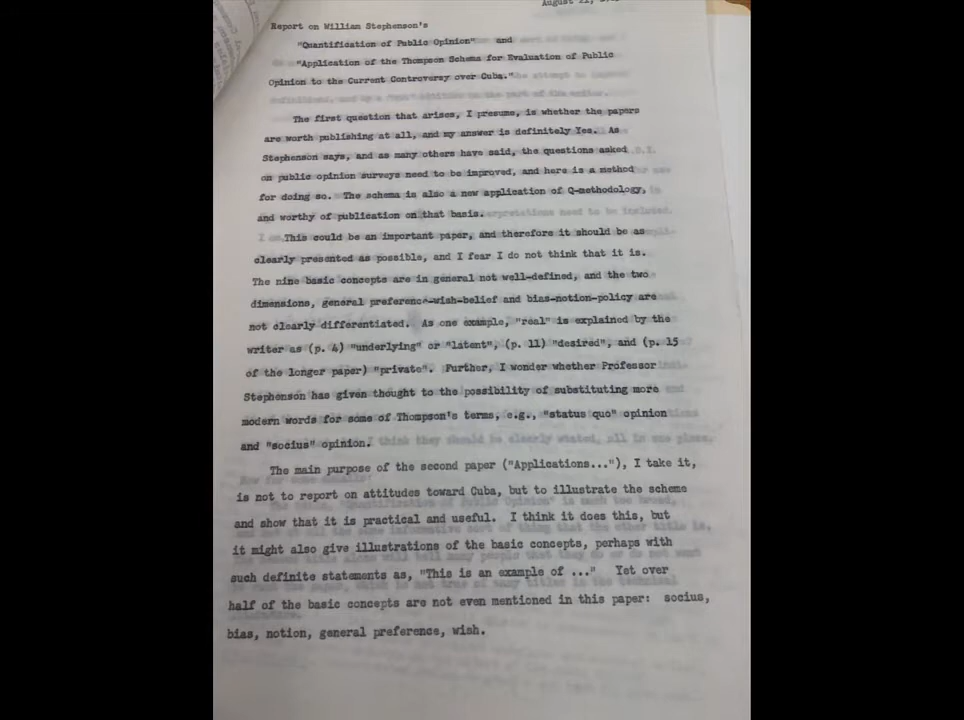 August
Report on William Stephenson's
"Quantification of Public Opinion" and
"Application of the Thompson Schema for Evaluation of Public
Opinion to the Current Controversy over Cuba."
The first question that arises, I presume, is whether the papers
are worth publishing at all, and my answer is definitely Yes. As
Stephenson says, and as many others have said, the questions asked
on public opinion surveys need to be improved, and here is a method
for doing so. The schema is also a new application of Q-methodology,
and worthy of publication on that basis.
This could be an important paper, and therefore it should be as
clearly presented as possible, and I fear I do not think that it is.
The nine basic concepts are in general not well-defined, and the two
dimensions, general preference-wish-belief and bias-notion-policy are
not clearly differentiated. As one example, "real" is explained by the
writer as (p. 4) "underlying" or "latent", (p. 11) "desired", and (p. 15
of the longer paper) "private". Further, I wonder whether Professor
Stephenson has given thought to the possibility of substituting more
modern words for some of Thompson's terms, e.g., "status quo" opinion
and "socius" opinion.
The main purpose of the second paper ("Applications..."), I take it,
is not to report on attitudes toward Cuba, but to illustrate the scheme
and show that it is practical and useful. I think it does this, but
it might also give illustrations of the basic concepts, perhaps with
such definite statements as, "This is an example of ..." Yet over
half of the basic concepts are not even mentioned in this paper: socius,
bias, notion, general preference, wish.